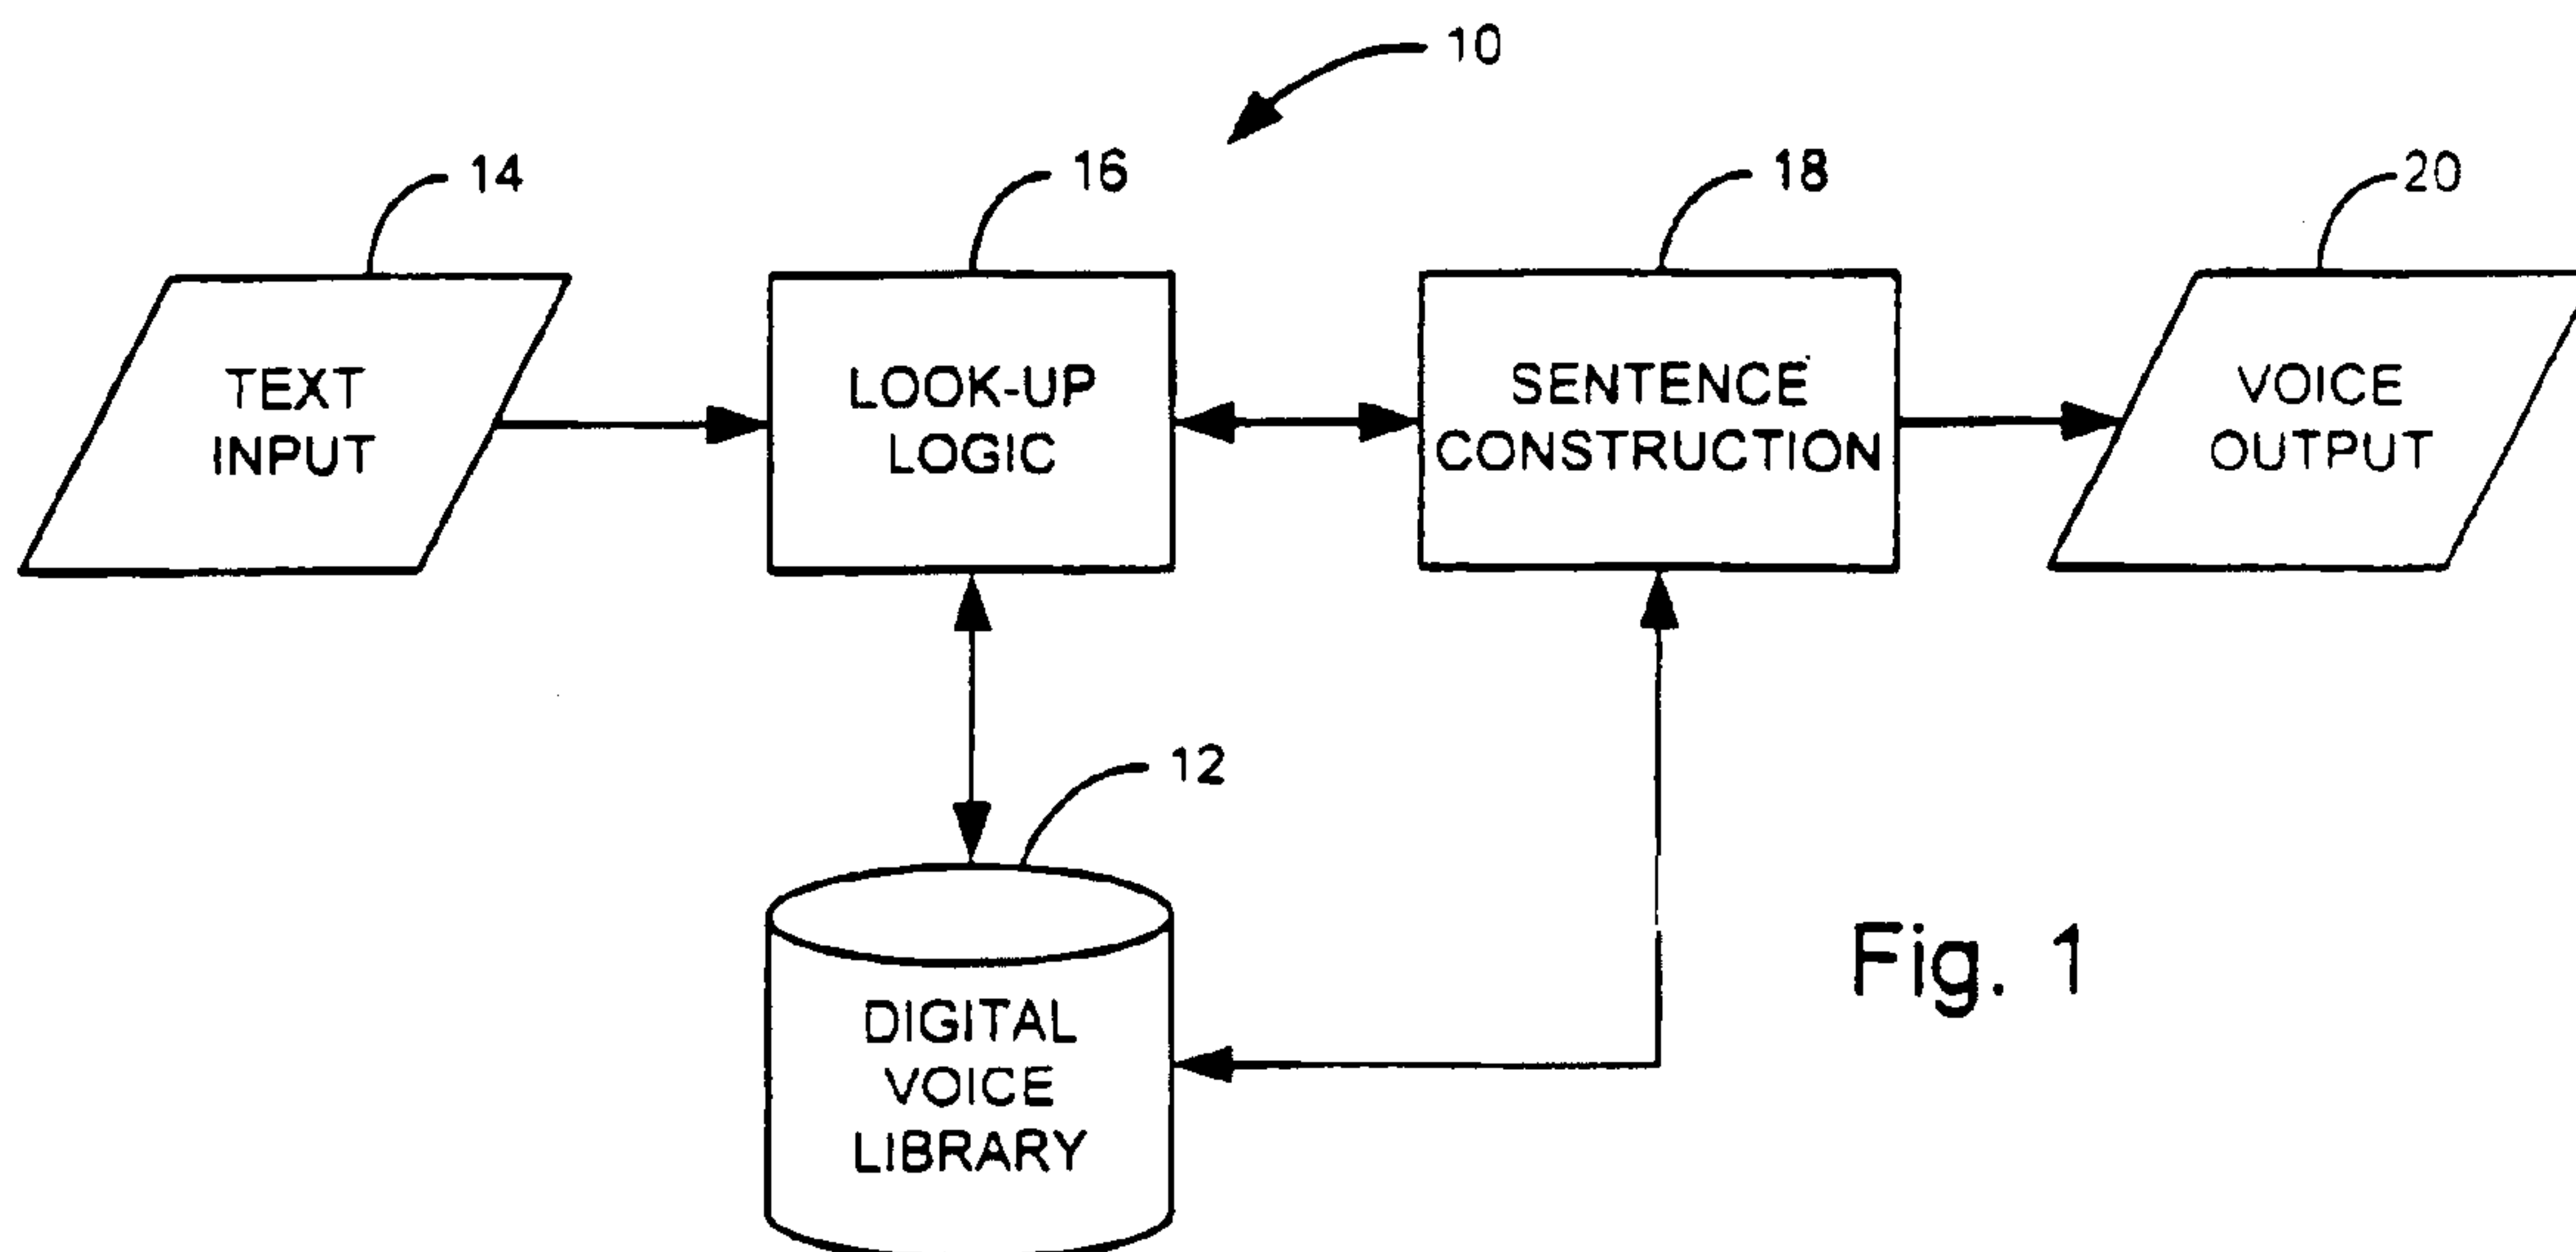 10
14
16
18
20
TEXT
INPUT
LOOK-UP
LOGIC
SENTENCE
CONSTRUCTION
VOICE
OUTPUT
12
DIGITAL
VOICE
LIBRARY
Fig. 1